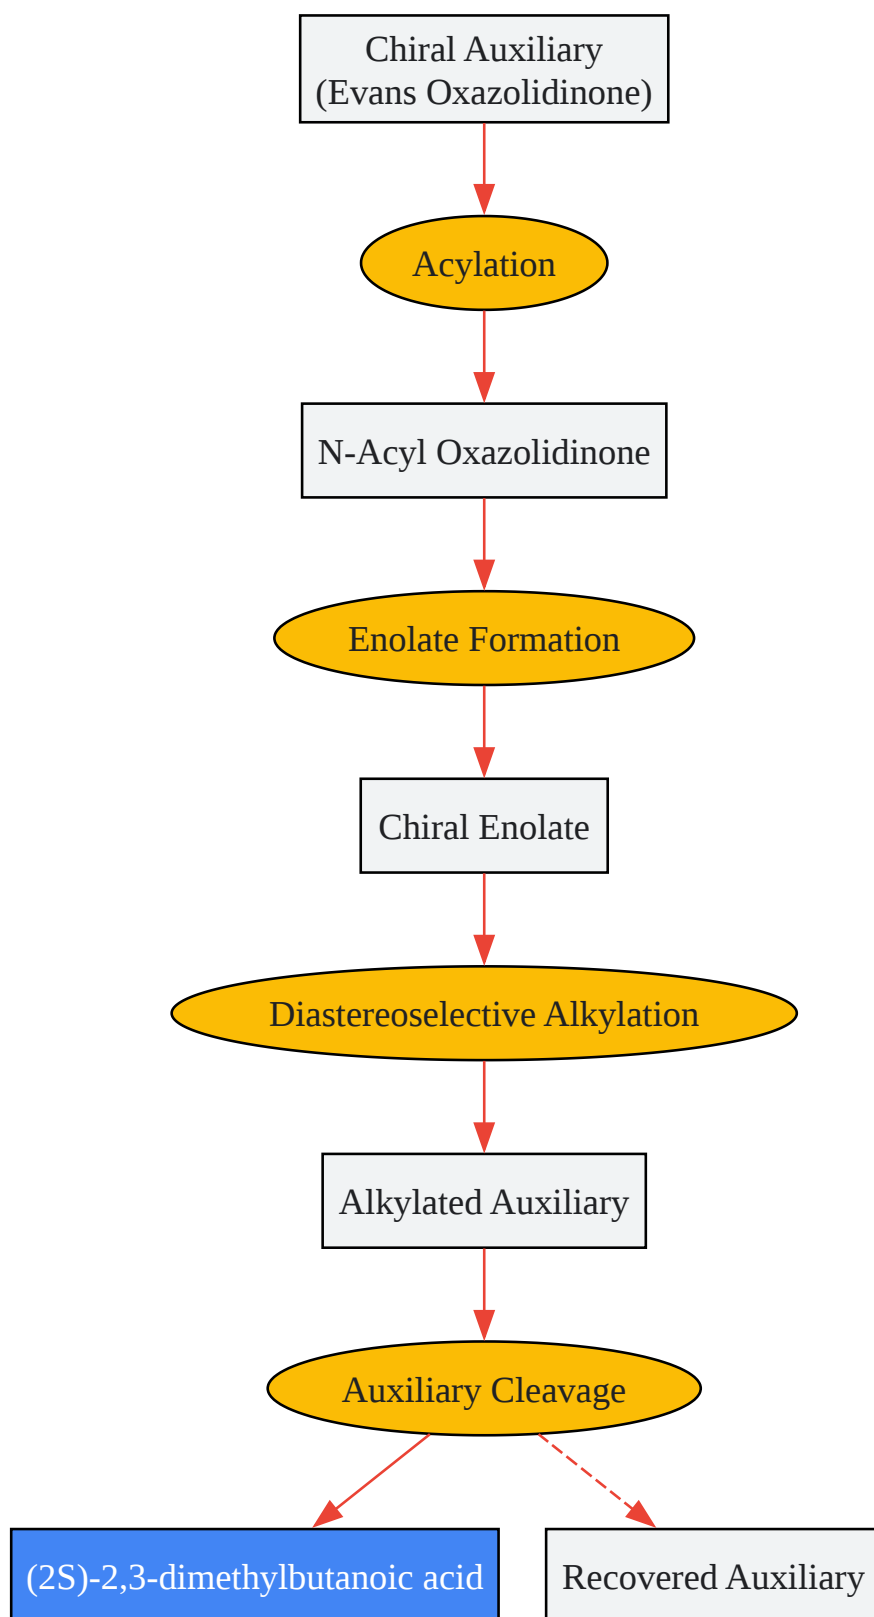 Chiral Auxiliary
(Evans Oxazolidinone)
Acylation
N-Acyl Oxazolidinone
Enolate Formation
Chiral Enolate
Diastereoselective Alkylation
Alkylated Auxiliary
Auxiliary Cleavage
(2S)-2,3-dimethylbutanoic acid
Recovered Auxiliary